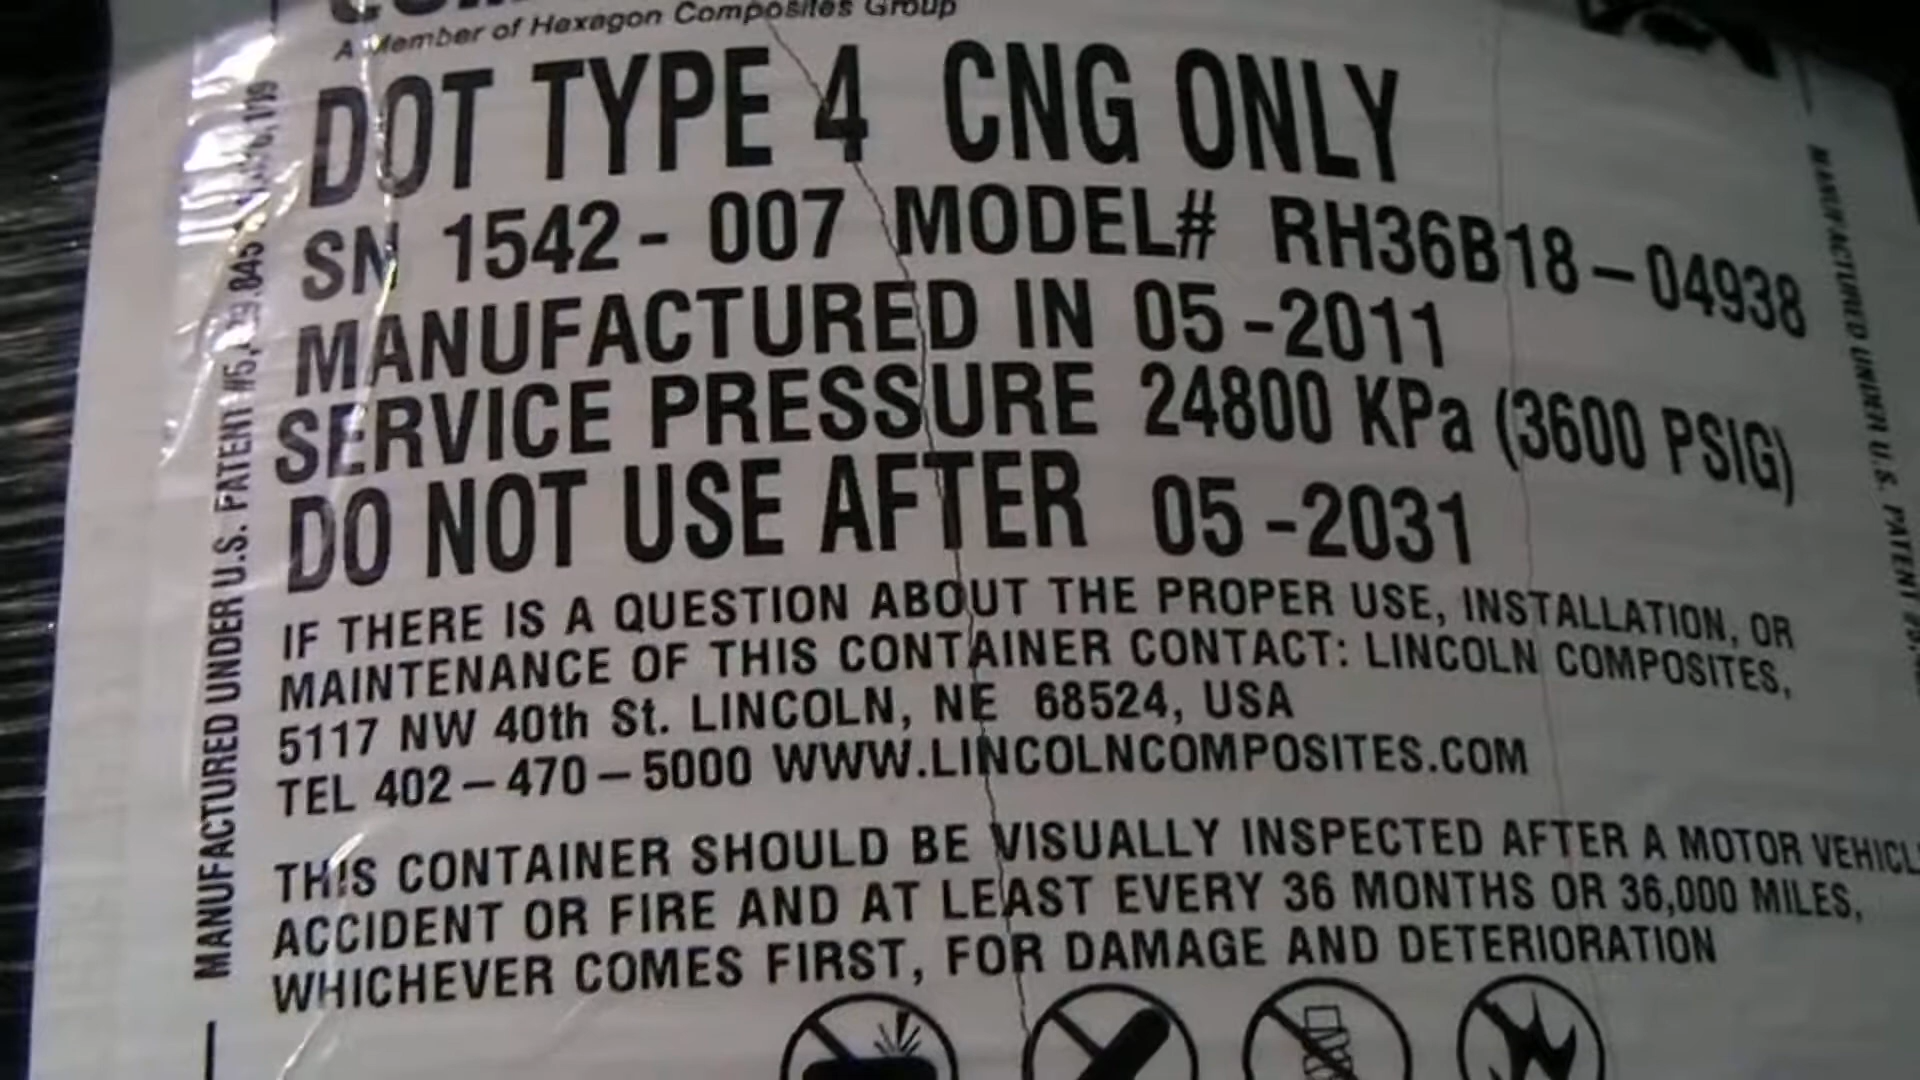 A Member of Hexagon Composites Group
DOT TYPE 4 CNG ONLY
SN 1542-007 MODEL# RH36B18-04938
MANUFACTURED IN 05-2011
SERVICE PRESSURE 24800 KPa (3600 PSIG)
DO NOT USE AFTER 05-2031
IF THERE IS A QUESTION ABOUT THE PROPER USE, INSTALLATION, OR
MAINTENANCE OF THIS CONTAINER CONTACT: LINCOLN COMPOSITES,
5117 NW 40th St. LINCOLN, NE 68524, USA
TEL 402-470-5000 WWW.LINCOLNCOMPOSITES.COM
THIS CONTAINER SHOULD BE VISUALLY INSPECTED AFTER A MOTOR VEHICL
ACCIDENT OR FIRE AND AT LEAST EVERY 36 MONTHS OR 36,000 MILES,
WHICHEVER COMES FIRST, FOR DAMAGE AND DETERIORATION
MANUFACTURED UNDER U.S. PATENT
MANUFACTURED UNDER U.S. PATENT